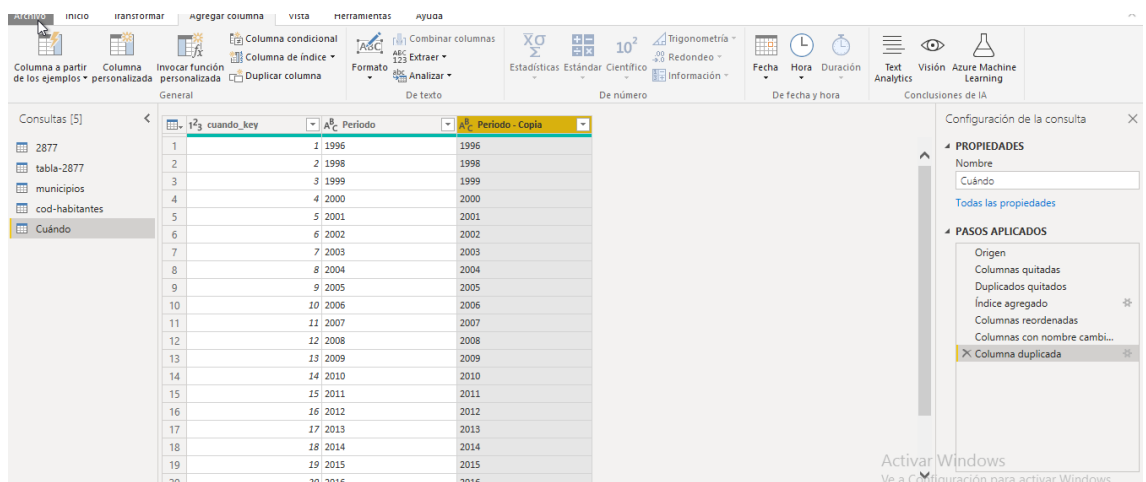 Archivo Inicio Transformar Agregar columna Vista Herramientas Ayuda
Columna a partir de los ejemplos
Columna personalizada
Invocar función personalizada
Columna condicional
Columna de índice
Duplicar columna
General
Formato
Combinar columnas
Extraer
Analizar
De texto
Estadísticas
Estándar
Científico
Trigonometría
Redondeo
Información
De número
Fecha
Hora
Duración
De fecha y hora
Text Analytics
Visión
Azure Machine Learning
Conclusiones de IA
Consultas [5]
2877
tabla-2877
municipios
cod-habitantes
Cuándo
cuando_key Periodo Periodo - Copia
1 1 1996 1996
2 2 1998 1998
3 3 1999 1999
4 4 2000 2000
5 5 2001 2001
6 6 2002 2002
7 7 2003 2003
8 8 2004 2004
9 9 2005 2005
10 10 2006 2006
11 11 2007 2007
12 12 2008 2008
13 13 2009 2009
14 14 2010 2010
15 15 2011 2011
16 16 2012 2012
17 17 2013 2013
18 18 2014 2014
19 19 2015 2015
20 20 2016 2016
Configuración de la consulta
PROPIEDADES
Nombre
Cuándo
Todas las propiedades
PASOS APLICADOS
Origen
Columnas quitadas
Duplicados quitados
Índice agregado
Columnas reordenadas
Columnas con nombre cambi...
Columna duplicada
Activar Windows
Ve a Configuración para activar Windows.